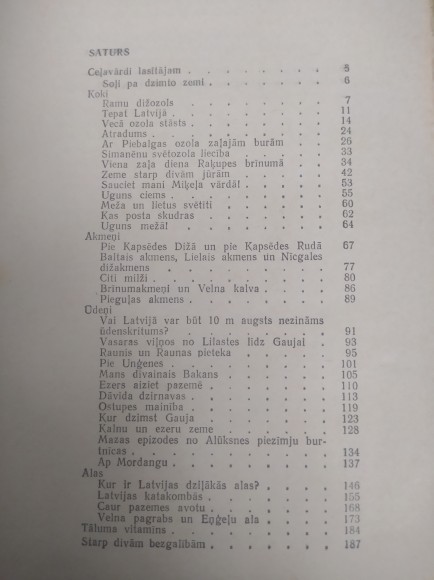 SATURS
Ceļavārdi lasītājam . . . . . . . 5
Soļi pa dzimto zemi . . . . . . 6
Koki
Ramu dižozols . . . . . . . . 7
Tepat Latvijā . . . . . . . . 11
Vecā ozola stāsts . . . . . . . 14
Atradums . . . . . . . . . 24
Ar Piebalgas ozola zaļajām burām . . . 26
Simanēnu svētozola liecība . . . . . 33
Viena zaļa diena Rakupes brīnumā . . . 34
Zeme starp divām jūrām . . . . . . 42
Sauciet mani Miķeļa vārdā! . . . . . 53
Uguns ciems . . . . . . . . 55
Meža un lietus svētīti . . . . . . 60
Kas posta skudras . . . . . . . 62
Uguns mežā! . . . . . . . . 64
Akmeņi
Pie Kapsēdes Dižā un pie Kapsēdes Rudā 67
Baltais akmens, Lielais akmens un Nīcgales
dižakmens . . . . . . . . 77
Citi milži . . . . . . . . . 80
Brīnumakmeņi un Velna kalva . . . . 86
Pieguļas akmens . . . . . . . 89
Ūdeņi
Vai Latvijā var būt 10 m augsts nezināms
ūdenskritums? . . . . . . . 91
Vasaras viļņos no Lilastes līdz Gaujai . . 93
Raunis un Raunas pieteka . . . . . 95
Pie Unģenes . . . . . . . . 101
Mans dīvainais Bakans . . . . . . 105
Ezers aiziet pazemē . . . . . . 110
Dāvida dzirnavas . . . . . . . 113
Ostupes mainība . . . . . . . 119
Kur dzimst Gauja . . . . . . . 123
Kalnu un ezeru zeme . . . . . . 128
Mazas epizodes no Alūksnes piezīmju burt-
nīcas . . . . . . . . . 134
Ap Mordangu . . . . . . . . 137
Alas
Kur ir Latvijas dziļākās alas? . . . . 146
Latvijas katakombās . . . . . . 155
Caur pazemes avotu . . . . . . 168
Velna pagrabs un Eņģeļu ala . . . . 173
Tāluma vitamīns . . . . . . . . 184
Starp divām bezgalībām . . . . . . 187